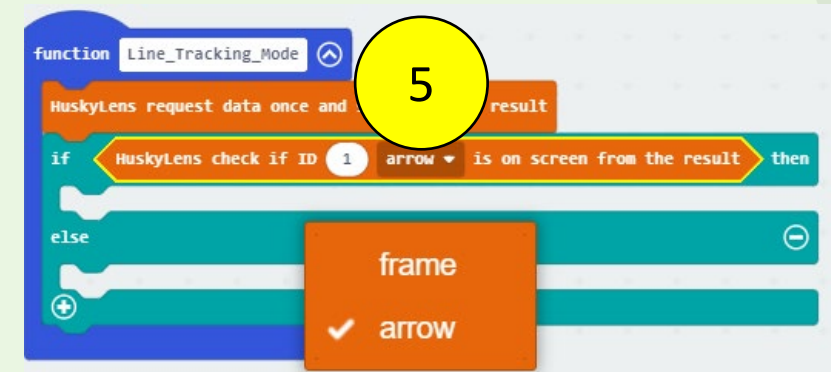 function Line_Tracking_Mode
5
HuskyLens request data once and result
if HuskyLens check if ID 1 arrow is on screen from the result then
else
frame
arrow